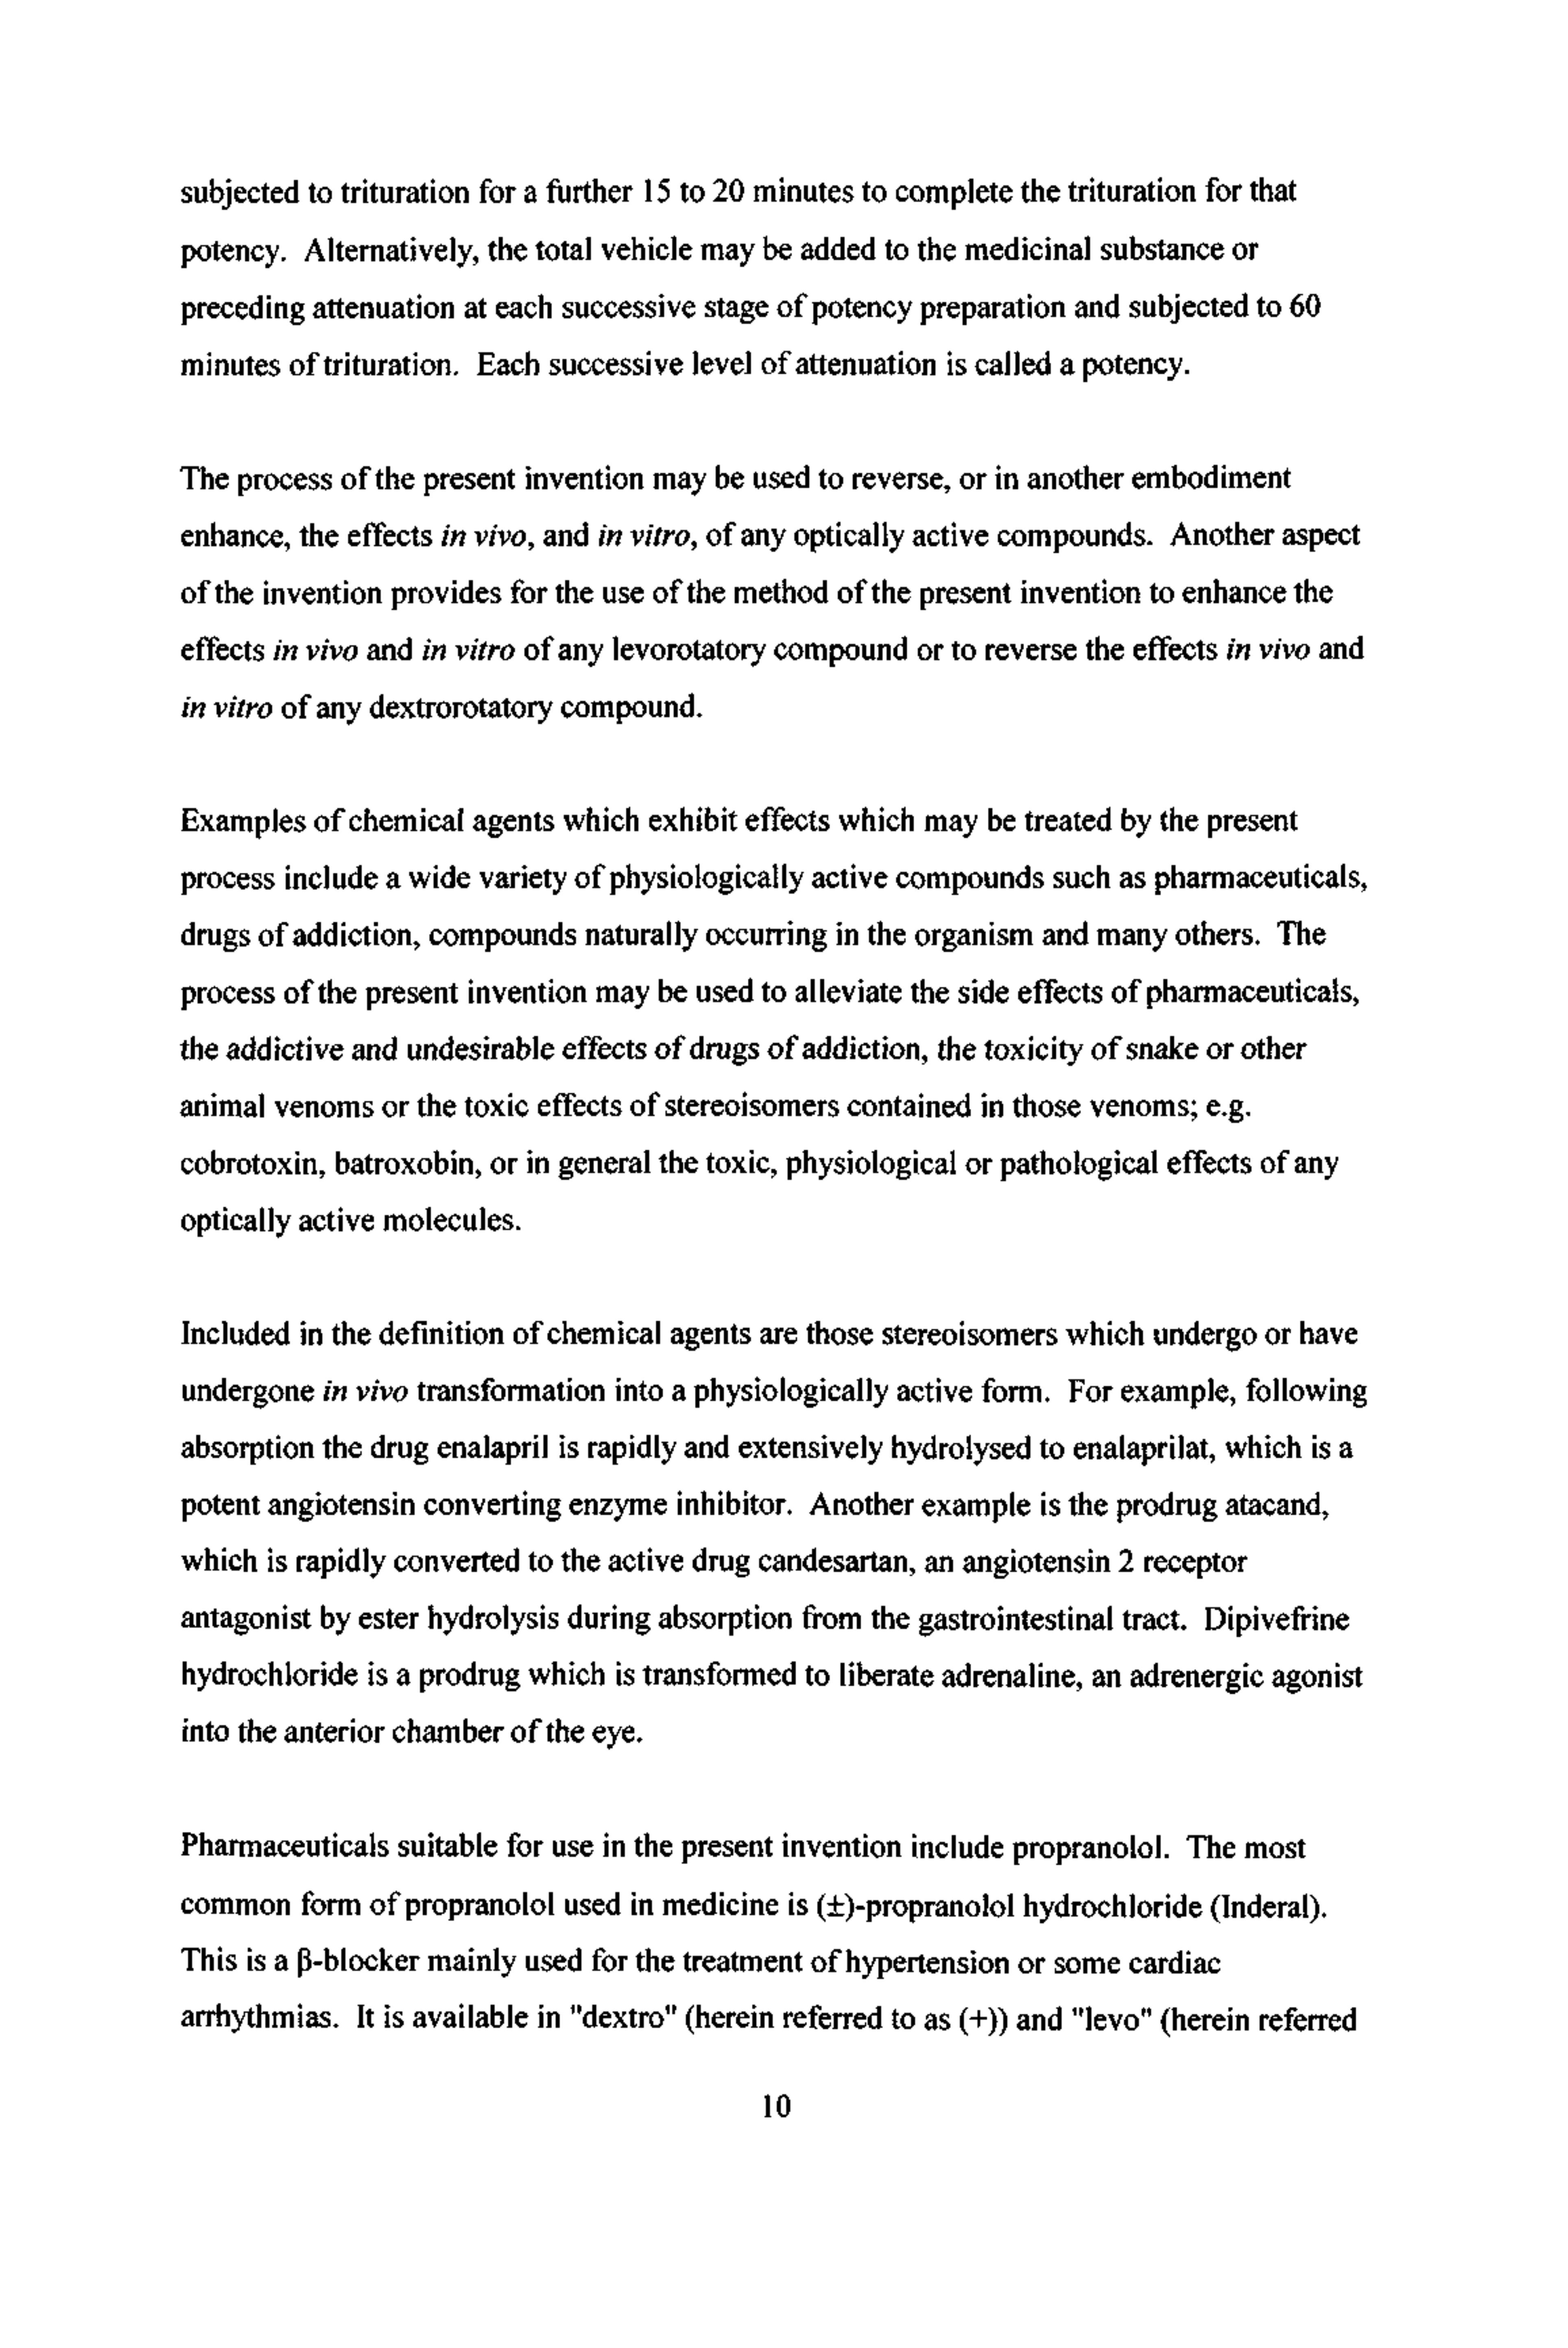 subjected to trituration for a further 15 to 20 minutes to complete the trituration for that
potency. Alternatively, the total vehicle may be added to the medicinal substance or
preceding attenuation at each successive stage of potency preparation and subjected to 60
minutes of trituration. Each successive level of attenuation is called a potency.
The process of the present invention may be used to reverse, or in another embodiment
enhance, the effects in vivo, and in vitro, of any optically active compounds. Another aspect
of the invention provides for the use of the method of the present invention to enhance the
effects in vivo and in vitro of any levorotatory compound or to reverse the effects in vivo and
in vitro of any dextrorotatory compound.
Examples of chemical agents which exhibit effects which may be treated by the present
process include a wide variety of physiologically active compounds such as pharmaceuticals,
drugs of addiction, compounds naturally occurring in the organism and many others. The
process of the present invention may be used to alleviate the side effects of pharmaceuticals,
the addictive and undesirable effects of drugs of addiction, the toxicity of snake or other
animal venoms or the toxic effects of stereoisomers contained in those venoms; e.g.
cobrotoxin, batroxobin, or in general the toxic, physiological or pathological effects of any
optically active molecules.
Included in the definition of chemical agents are those stereoisomers which undergo or have
undergone in vivo transformation into a physiologically active form. For example, following
absorption the drug enalapril is rapidly and extensively hydrolysed to enalaprilat, which is a
potent angiotensin converting enzyme inhibitor. Another example is the prodrug atacand,
which is rapidly converted to the active drug candesartan, an angiotensin 2 receptor
antagonist by ester hydrolysis during absorption from the gastrointestinal tract. Dipivefrine
hydrochloride is a prodrug which is transformed to liberate adrenaline, an adrenergic agonist
into the anterior chamber of the eye.
Pharmaceuticals suitable for use in the present invention include propranolol. The most
common form of propranolol used in medicine is (±)-propranolol hydrochloride (Inderal).
This is a β-blocker mainly used for the treatment of hypertension or some cardiac
arrhythmias. It is available in "dextro" (herein referred to as (+)) and "levo" (herein referred
10